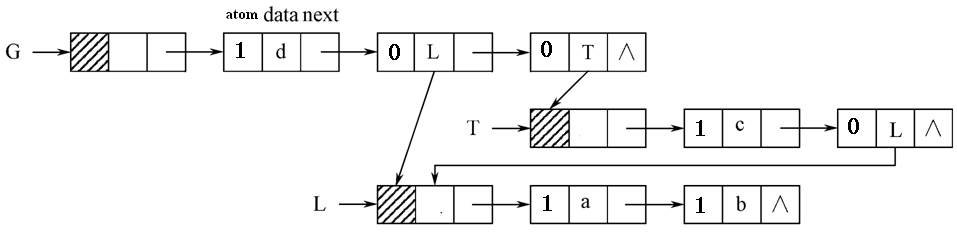 atom data next
G 1 d 0 L 0 T ∧
T 1 c 0 L ∧
L 1 a 1 b ∧